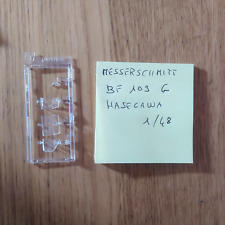 MESSERSCHMITT
BF 109 G
HASEGAWA
1/48